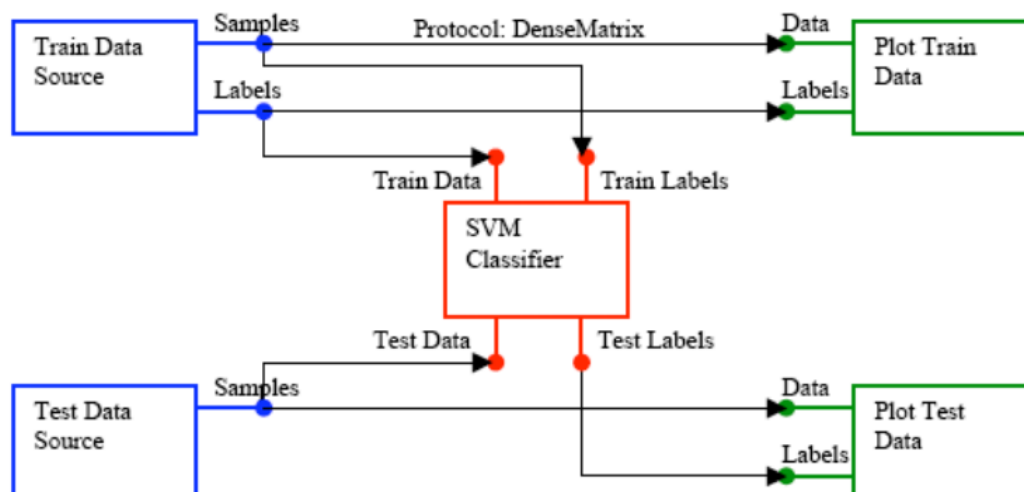 Samples
Protocol: DenseMatrix
Data
Train Data
Source
Plot Train
Data
Labels
Labels
Train Data
Train Labels
SVM
Classifier
Test Data
Test Labels
Samples
Data
Test Data
Source
Plot Test
Data
Labels